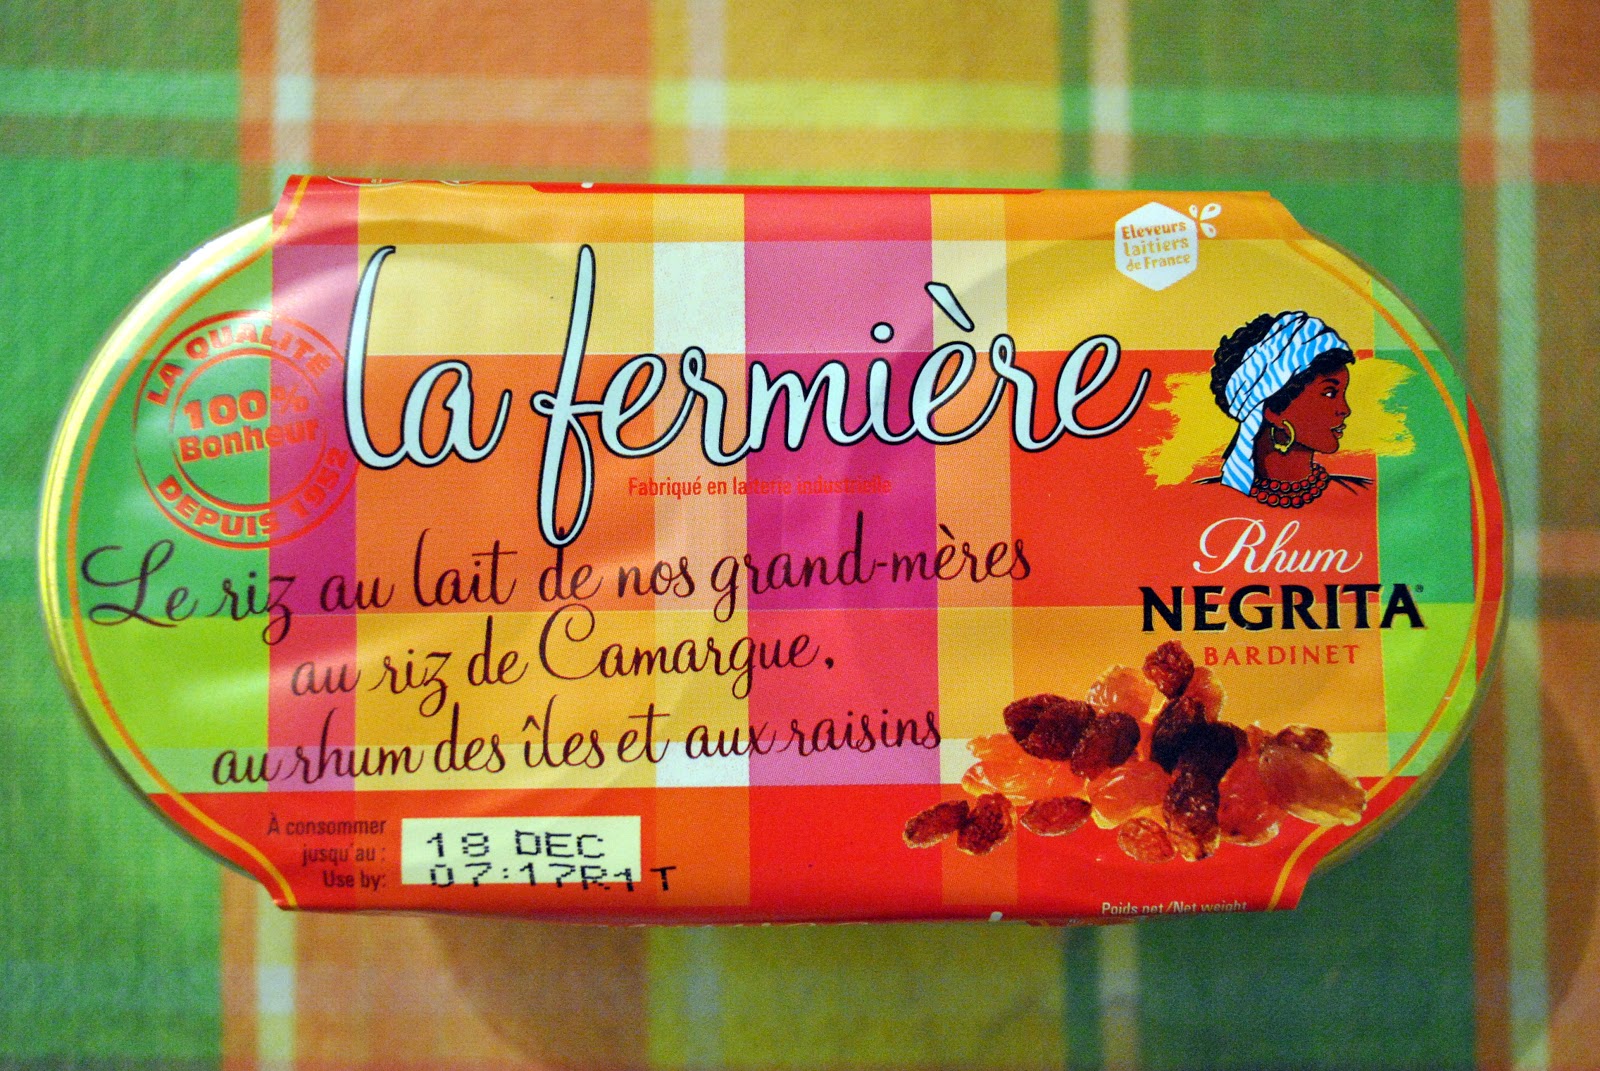 Eleveurs
laitiers
de France
LA QUALITÉ
100%
Bonheur
DEPUIS 1952
la fermière
Fabriqué en laiterie industrielle
Le riz au lait de nos grand-mères
au riz de Camargue,
au rhum des îles et aux raisins
Rhum
NEGRITA®
BARDINET
À consommer
jusqu'au :
Use by:
18 DEC
07:17R1T
Poids net/Net weight